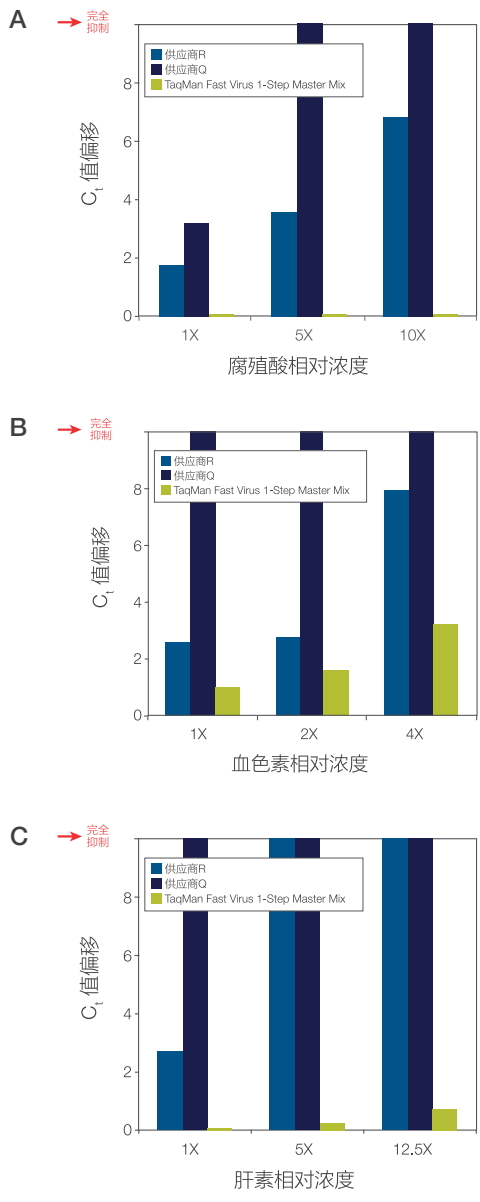 A
完全
抑制
供应商R
供应商Q
TaqMan Fast Virus 1-Step Master Mix
8
6
4
2
0
Ct 值偏移
1X 5X 10X
腐殖酸相对浓度
B
完全
抑制
供应商R
供应商Q
TaqMan Fast Virus 1-Step Master Mix
8
6
4
2
0
Ct 值偏移
1X 2X 4X
血色素相对浓度
C
完全
抑制
供应商R
供应商Q
TaqMan Fast Virus 1-Step Master Mix
8
6
4
2
0
Ct 值偏移
1X 5X 12.5X
肝素相对浓度